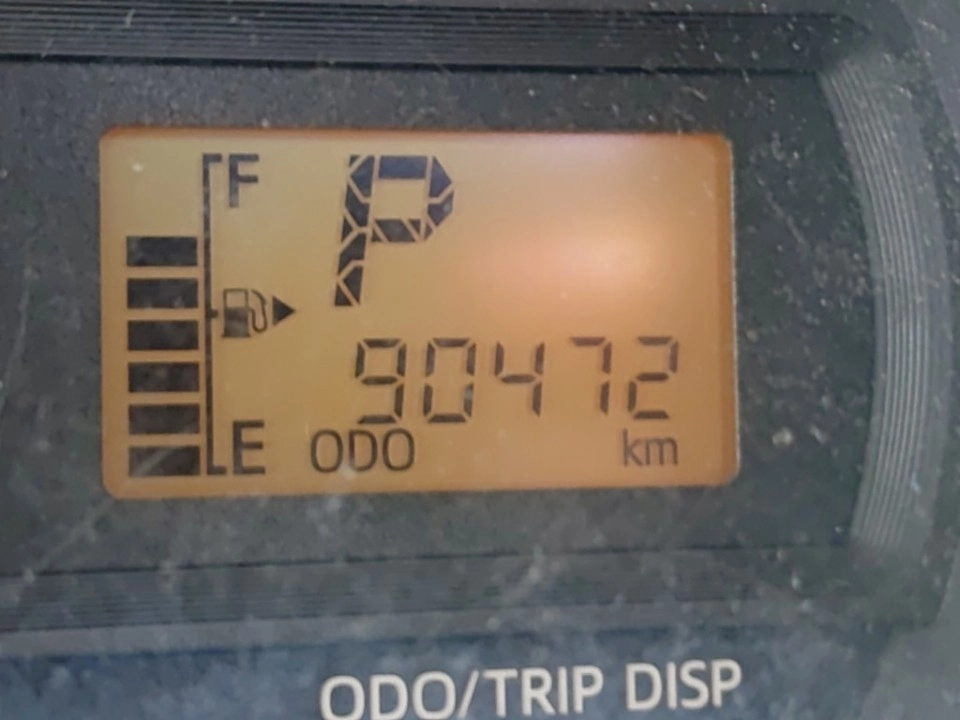 F
P
90472
E
ODO km
ODO/TRIP DISP